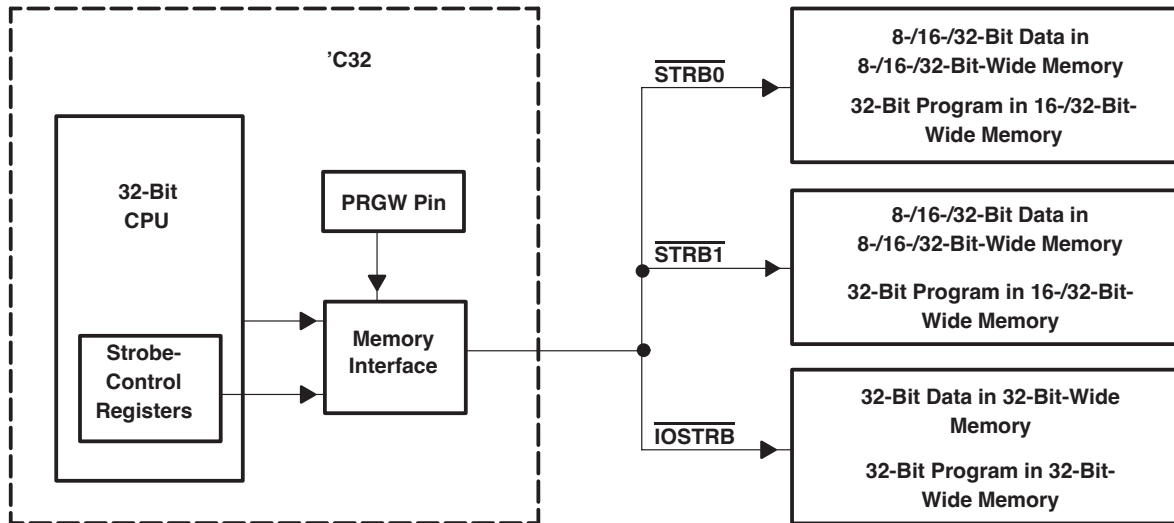 'C32
32-Bit
CPU
Strobe-
Control
Registers
PRGW Pin
Memory
Interface
STRB0
8-/16-/32-Bit Data in
8-/16-/32-Bit-Wide Memory
32-Bit Program in 16-/32-Bit-
Wide Memory
STRB1
8-/16-/32-Bit Data in
8-/16-/32-Bit-Wide Memory
32-Bit Program in 16-/32-Bit-
Wide Memory
IOSTRB
32-Bit Data in 32-Bit-Wide
Memory
32-Bit Program in 32-Bit-
Wide Memory